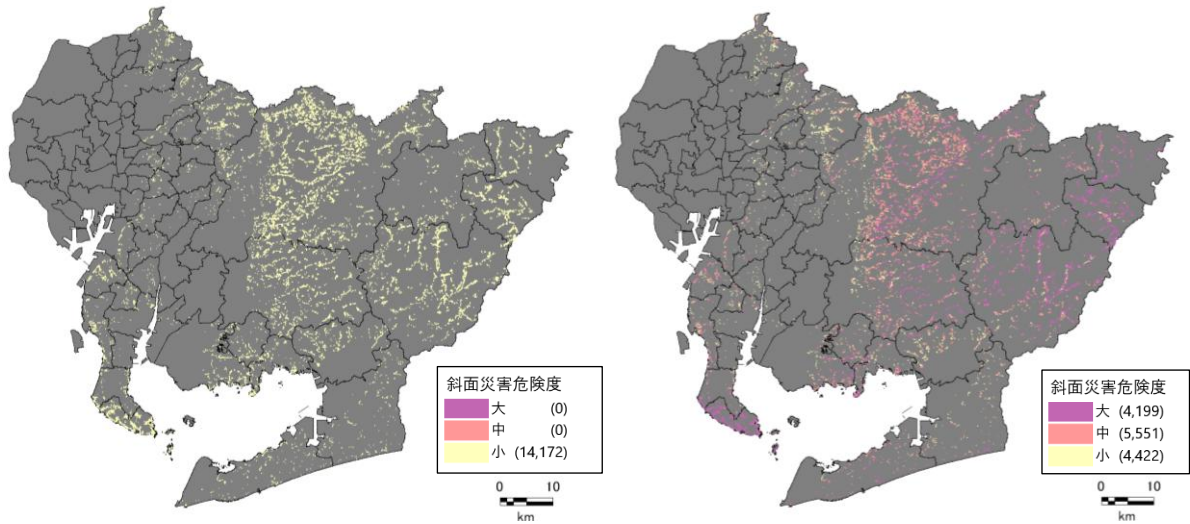 斜面災害危険度
大 (0)
中 (0)
小 (14,172)
0 10
km
斜面災害危険度
大 (4,199)
中 (5,551)
小 (4,422)
0 10
km